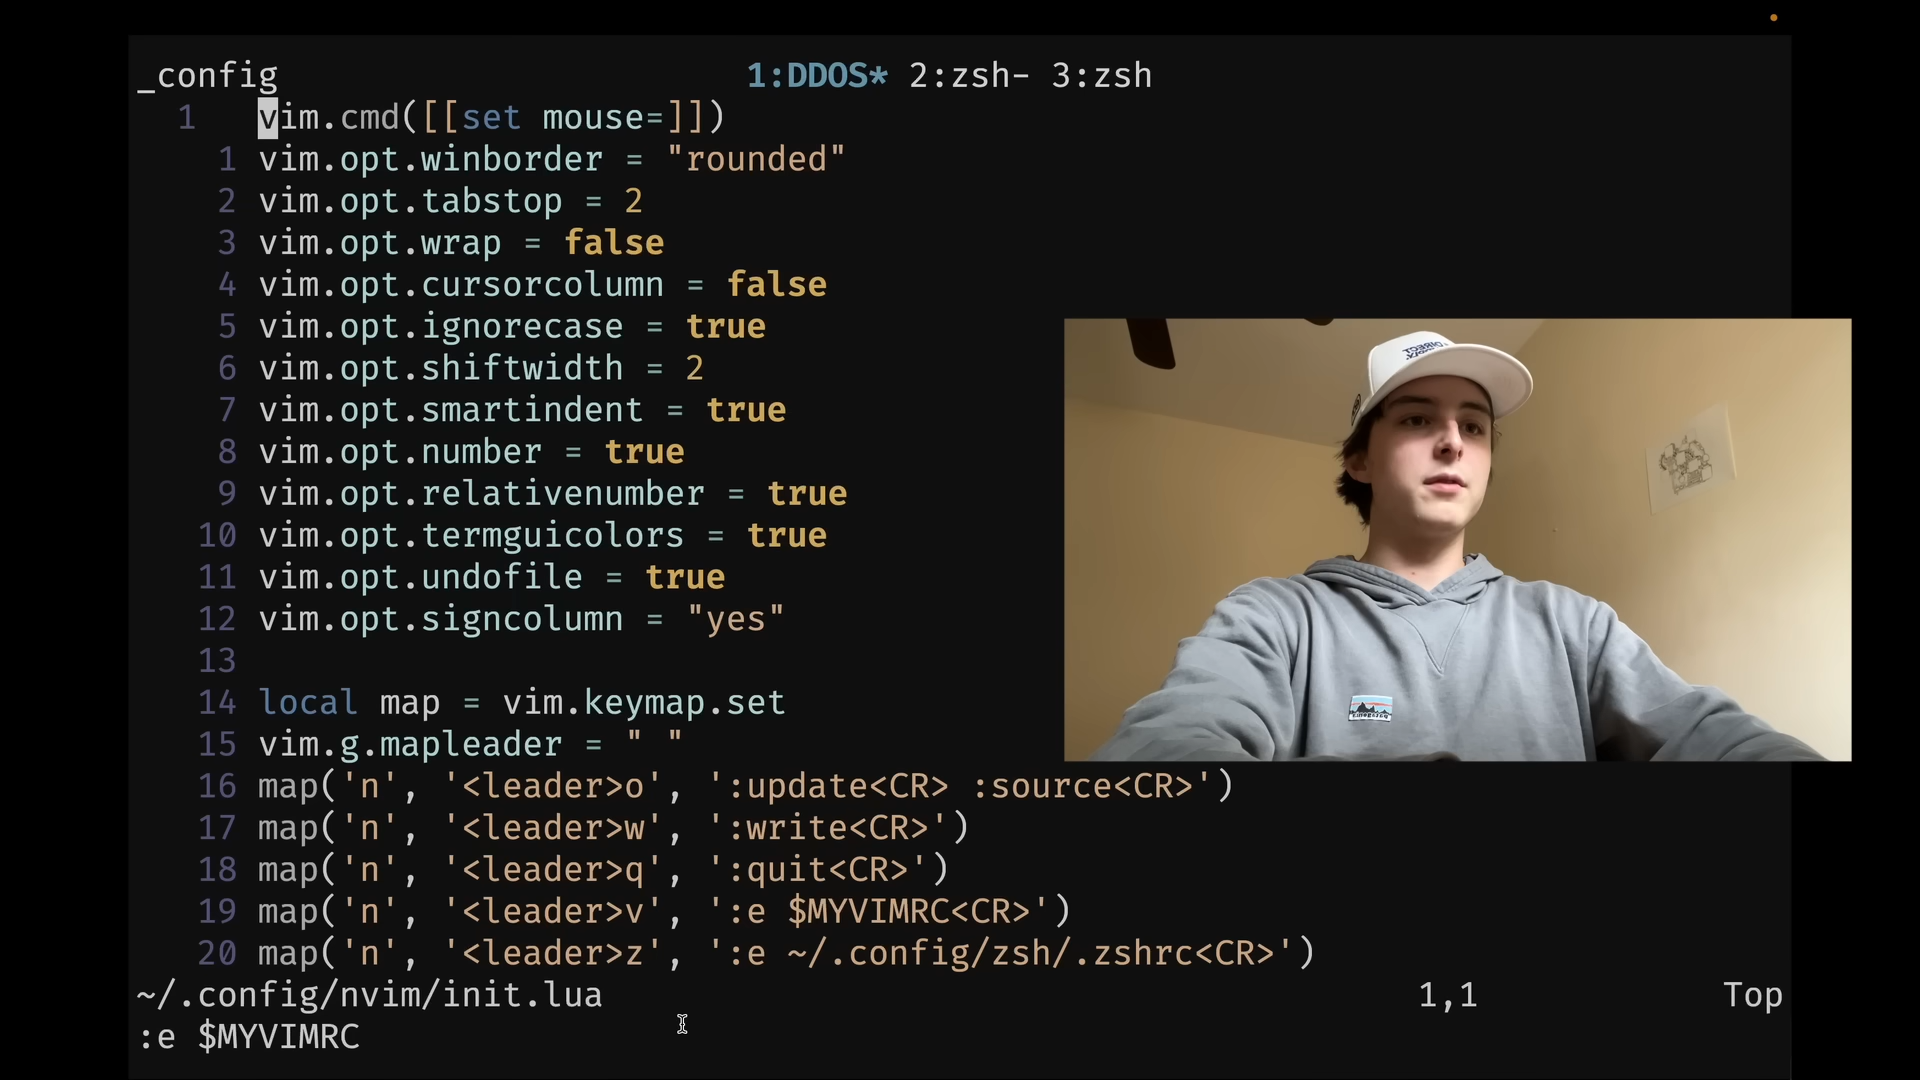 _config 1:DDOS* 2:zsh- 3:zsh
1 vim.cmd([[set mouse=]])
1 vim.opt.winborder = "rounded"
2 vim.opt.tabstop = 2
3 vim.opt.wrap = false
4 vim.opt.cursorcolumn = false
5 vim.opt.ignorecase = true
6 vim.opt.shiftwidth = 2
7 vim.opt.smartindent = true
8 vim.opt.number = true
9 vim.opt.relativenumber = true
10 vim.opt.termguicolors = true
11 vim.opt.undofile = true
12 vim.opt.signcolumn = "yes"
13
14 local map = vim.keymap.set
15 vim.g.mapleader = " "
16 map('n', '<leader>o', ':update<CR> :source<CR>')
17 map('n', '<leader>w', ':write<CR>')
18 map('n', '<leader>q', ':quit<CR>')
19 map('n', '<leader>v', ':e $MYVIMRC<CR>')
20 map('n', '<leader>z', ':e ~/.config/zsh/.zshrc<CR>')
~/.config/nvim/init.lua 1,1 Top
:e $MYVIMRC